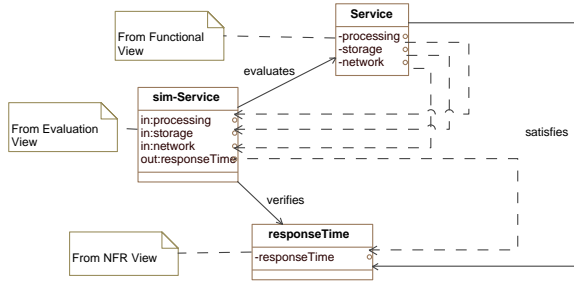 Service
From Functional
View
-processing
-storage
-network
evaluates
sim-Service
in:processing
in:storage
in:network
out:responseTime
From Evaluation
View
satisfies
verifies
responseTime
-responseTime
From NFR View